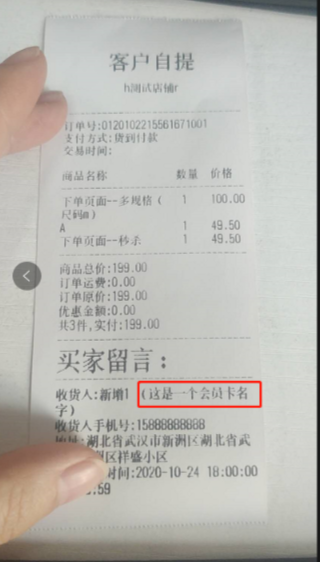 客户自提
h测试店铺r
订单号:0120102215561671001
支付方式:货到付款
交易时间:
商品名称 数量 价格
下单页面--多规格( 1 100.00
尺码m)
A 1 49.50
下单页面--秒杀 1 49.50
商品总价:199.00
订单运费:0.00
订单原价:199.00
优惠金额:0.00
共3件,实付:199.00
买家留言:
收货人:新增1 (这是一个会员卡名
字)
收货人手机号:15888888888
地址:湖北省武汉市新洲区湖北省武
区祥盛小区
时间:2020-10-24 18:00:00
:59